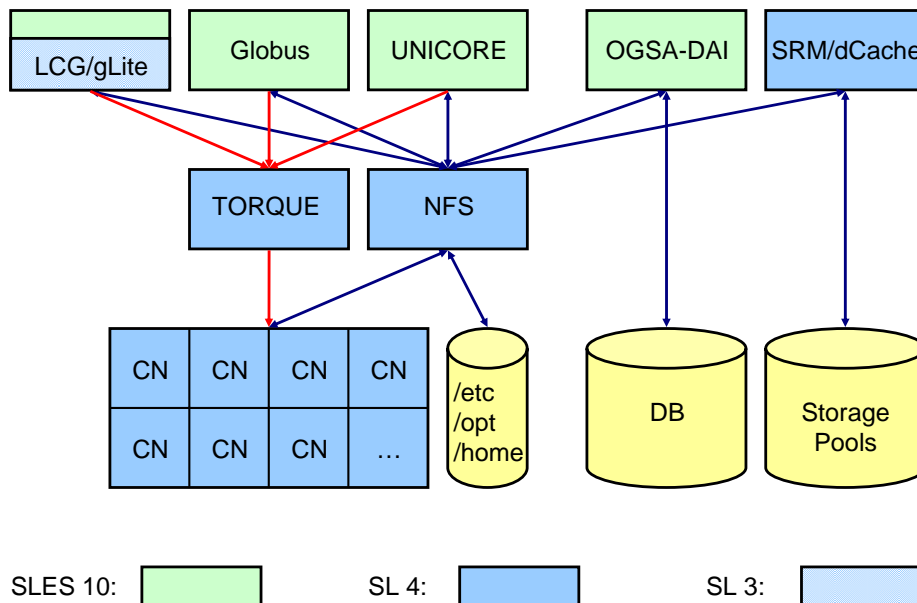 LCG/gLite
Globus
UNICORE
OGSA-DAI
SRM/dCache
TORQUE
NFS
CN CN CN CN
CN CN CN …
/etc
/opt
/home
DB
Storage
Pools
SLES 10:
SL 4:
SL 3: